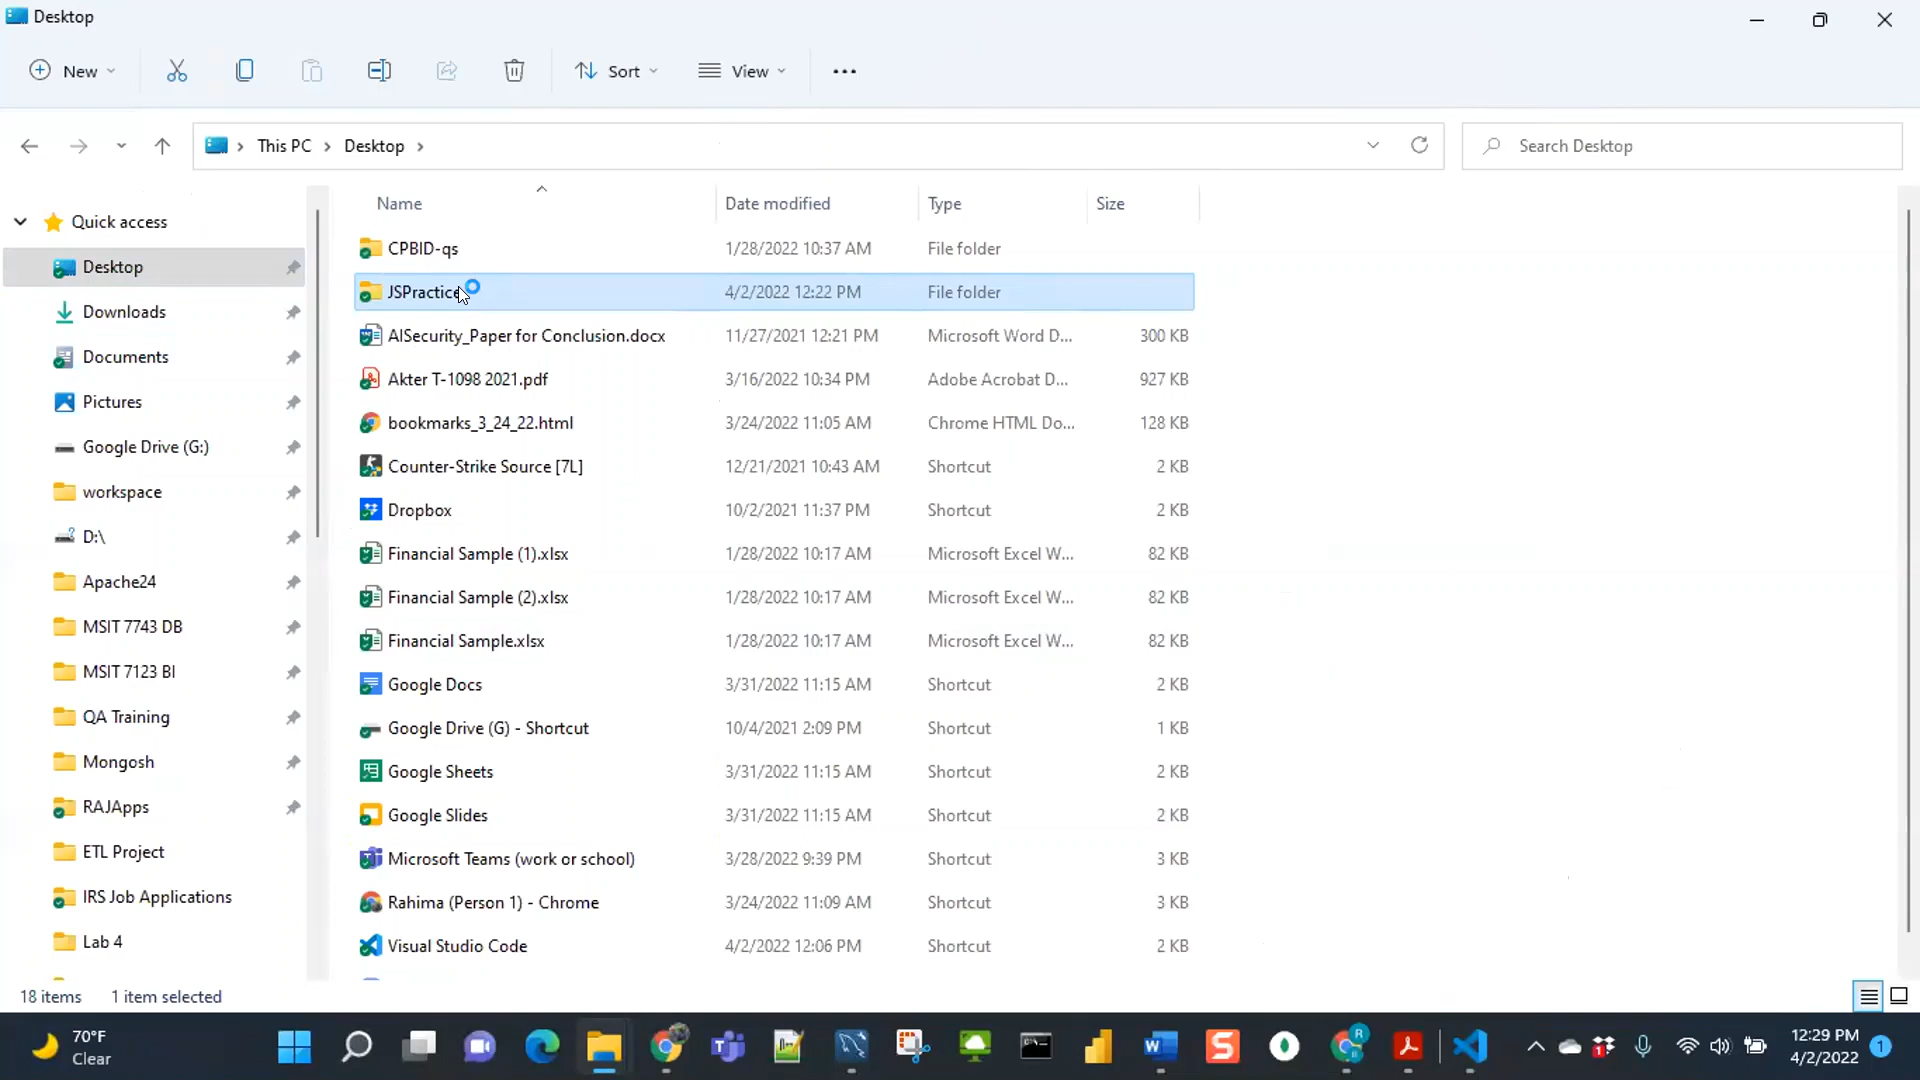 Desktop
New
Sort
View
This PC
Desktop
Search Desktop
Name
Date modified
Type
Size
Quick access
Desktop
Downloads
Documents
Pictures
Google Drive (G:)
workspace
D:\
Apache24
MSIT 7743 DB
MSIT 7123 BI
QA Training
Mongosh
RAJApps
ETL Project
IRS Job Applications
Lab 4
CPBID-qs 1/28/2022 10:37 AM File folder
JSPractice 4/2/2022 12:22 PM File folder
AISecurity_Paper for Conclusion.docx 11/27/2021 12:21 PM Microsoft Word D... 300 KB
Akter T-1098 2021.pdf 3/16/2022 10:34 PM Adobe Acrobat D... 927 KB
bookmarks_3_24_22.html 3/24/2022 11:05 AM Chrome HTML Do... 128 KB
Counter-Strike Source [7L] 12/21/2021 10:43 AM Shortcut 2 KB
Dropbox 10/2/2021 11:37 PM Shortcut 2 KB
Financial Sample (1).xlsx 1/28/2022 10:17 AM Microsoft Excel W... 82 KB
Financial Sample (2).xlsx 1/28/2022 10:17 AM Microsoft Excel W... 82 KB
Financial Sample.xlsx 1/28/2022 10:17 AM Microsoft Excel W... 82 KB
Google Docs 3/31/2022 11:15 AM Shortcut 2 KB
Google Drive (G) - Shortcut 10/4/2021 2:09 PM Shortcut 1 KB
Google Sheets 3/31/2022 11:15 AM Shortcut 2 KB
Google Slides 3/31/2022 11:15 AM Shortcut 2 KB
Microsoft Teams (work or school) 3/28/2022 9:39 PM Shortcut 3 KB
Rahima (Person 1) - Chrome 3/24/2022 11:09 AM Shortcut 3 KB
Visual Studio Code 4/2/2022 12:06 PM Shortcut 2 KB
18 items 1 item selected
70°F
Clear
12:29 PM
4/2/2022
1